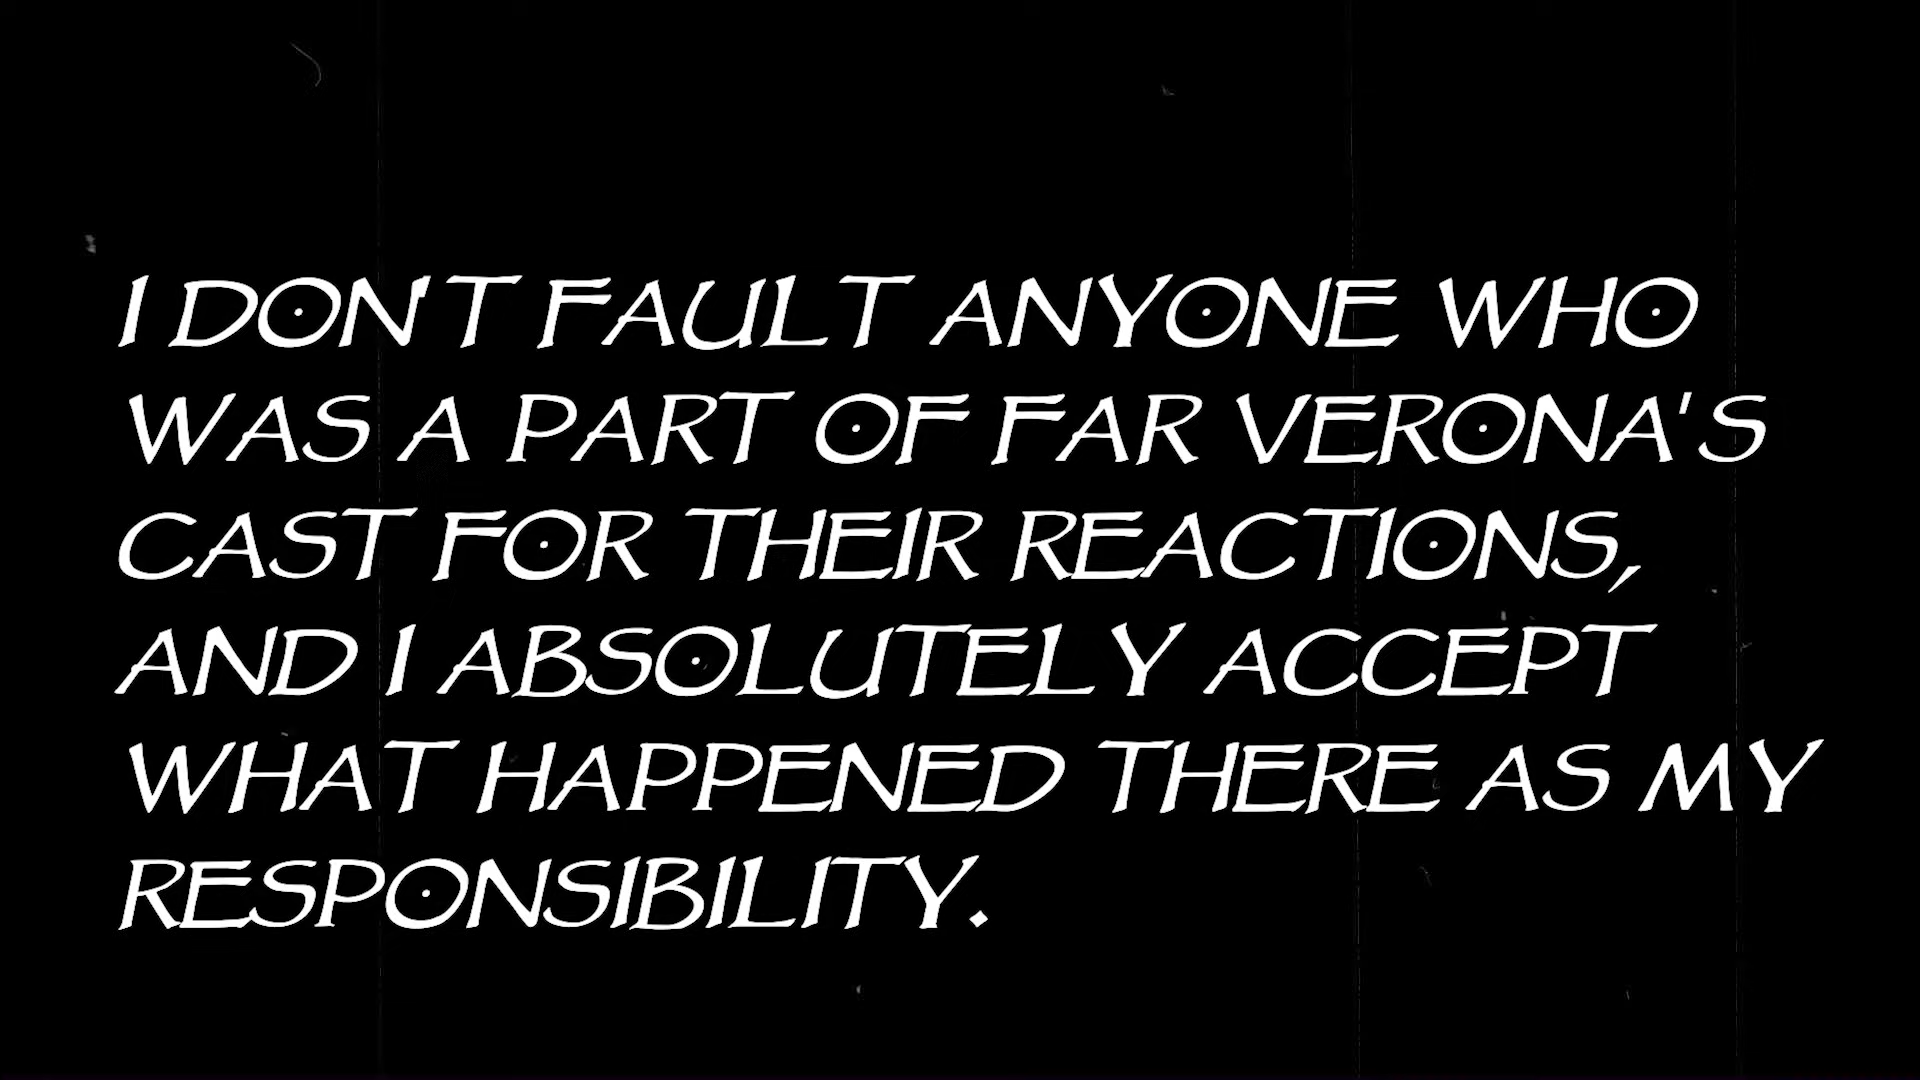 I DON'T FAULT ANYONE WHO
WAS A PART OF FAR VERONA'S
CAST FOR THEIR REACTIONS,
AND I ABSOLUTELY ACCEPT
WHAT HAPPENED THERE AS MY
RESPONSIBILITY.